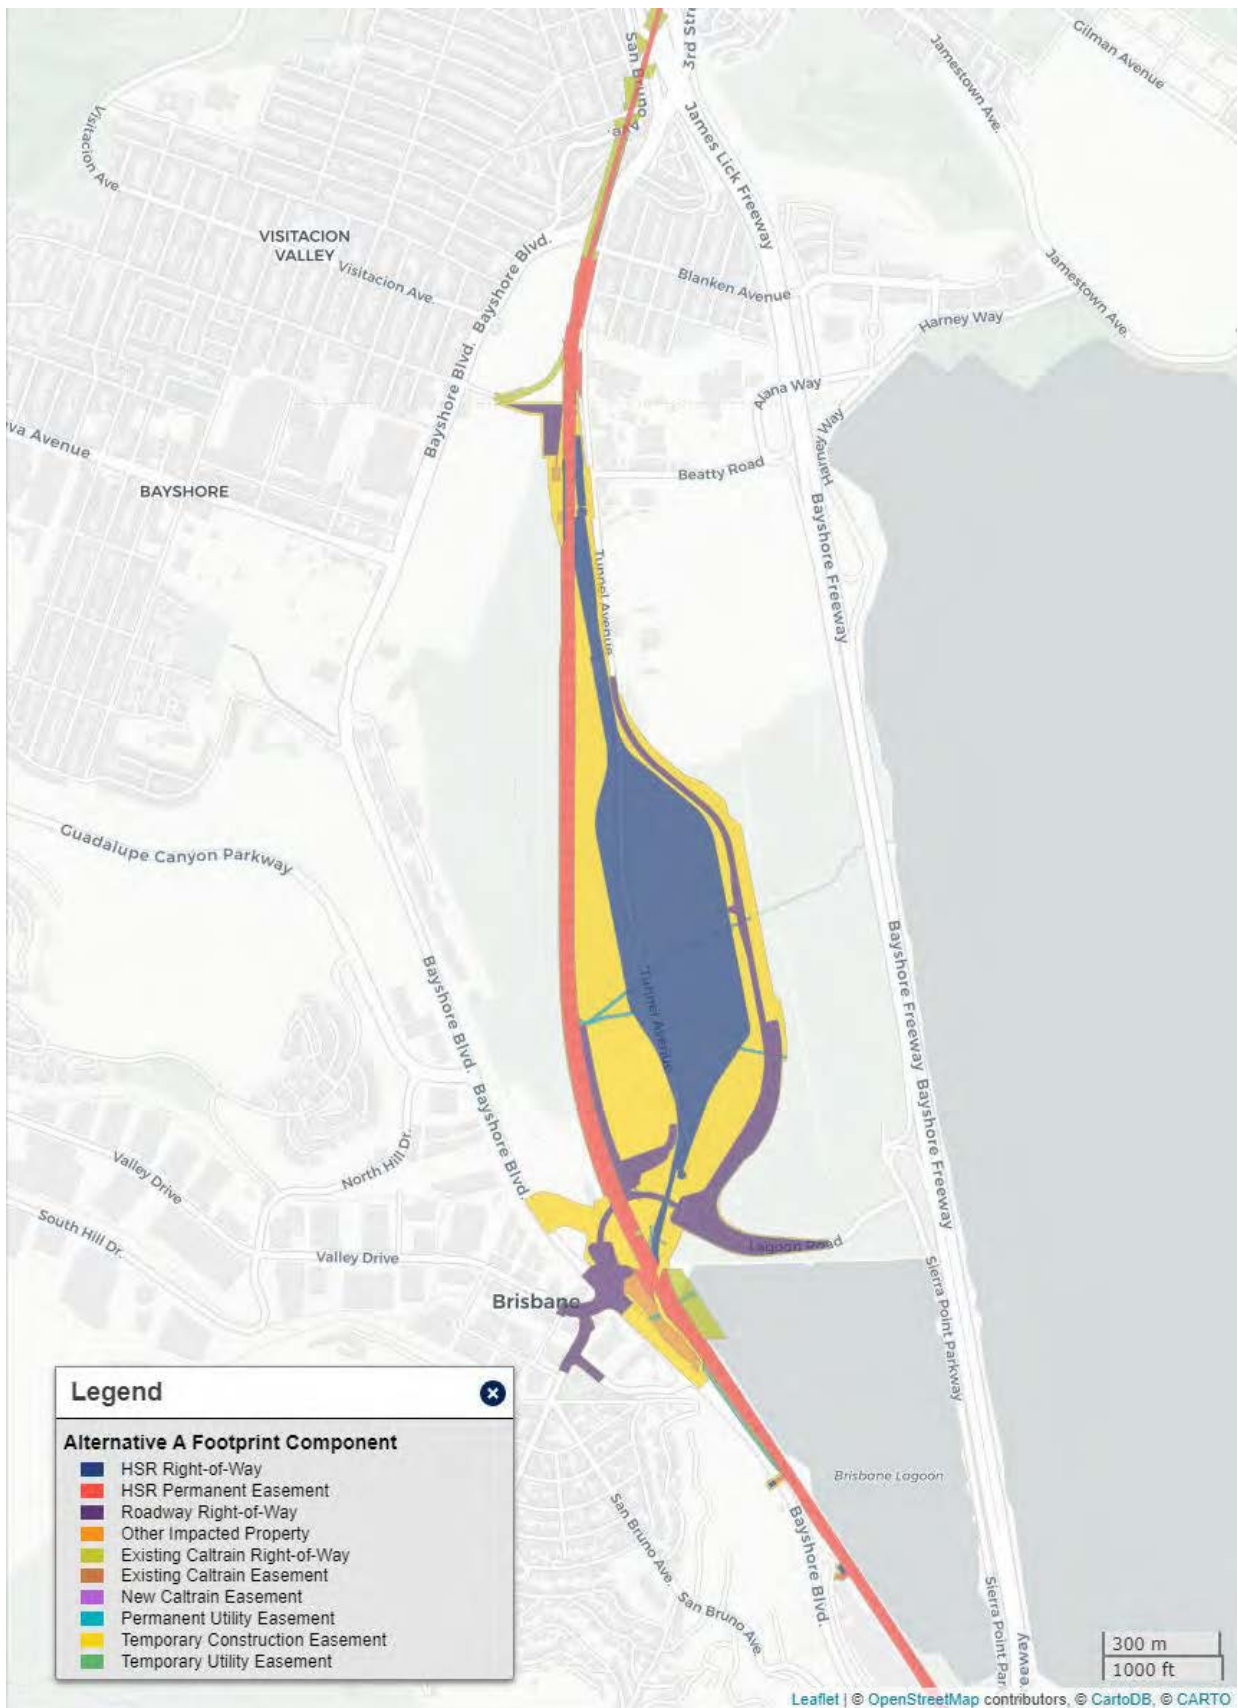 San Bruno Ave.
3rd Str
Gilman Avenue
Jamestown Ave.
Visitacion Ave.
James Lick Freeway
VISITACION
VALLEY
Visitacion Ave.
Bayshore Blvd. Bayshore Blvd.
Blanken Avenue
Jamestown Ave.
Harney Way
Alana Way
Harney Way
va Avenue
Beatty Road
BAYSHORE
Bayshore Freeway
Tunnel Avenue
Guadalupe Canyon Parkway
Bayshore Blvd. Bayshore Blvd.
Tunnel Avenue
Bayshore Freeway Bayshore Freeway
North Hill Dr.
Valley Drive
South Hill Dr.
Valley Drive
Lagoon Road
Sierra Point Parkway
Brisbane
Brisbane Lagoon
Bayshore Blvd.
San Bruno Ave.
San Bruno Ave.
Sierra Point Par
eeway
Legend
Alternative A Footprint Component
HSR Right-of-Way
HSR Permanent Easement
Roadway Right-of-Way
Other Impacted Property
Existing Caltrain Right-of-Way
Existing Caltrain Easement
New Caltrain Easement
Permanent Utility Easement
Temporary Construction Easement
Temporary Utility Easement
300 m
1000 ft
Leaflet | © OpenStreetMap contributors, © CartoDB, © CARTO